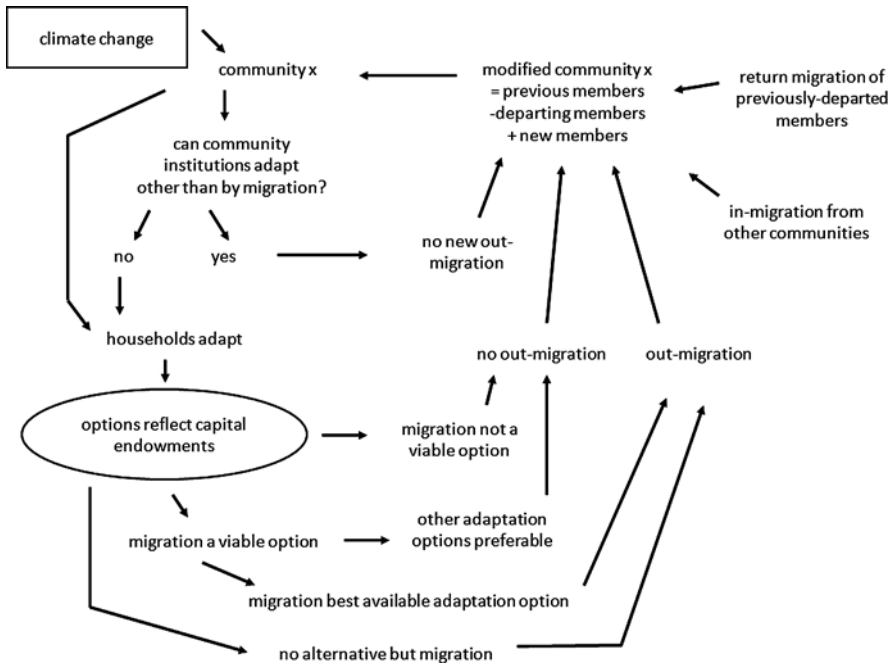 climate change
community x
modified community x
= previous members
-departing members
+ new members
return migration of
previously-departed
members
can community
institutions adapt
other than by migration?
in-migration from
other communities
no
yes
no new out-
migration
households adapt
no out-migration
out-migration
options reflect capital
endowments
migration not a
viable option
migration a viable option
other adaptation
options preferable
migration best available adaptation option
no alternative but migration